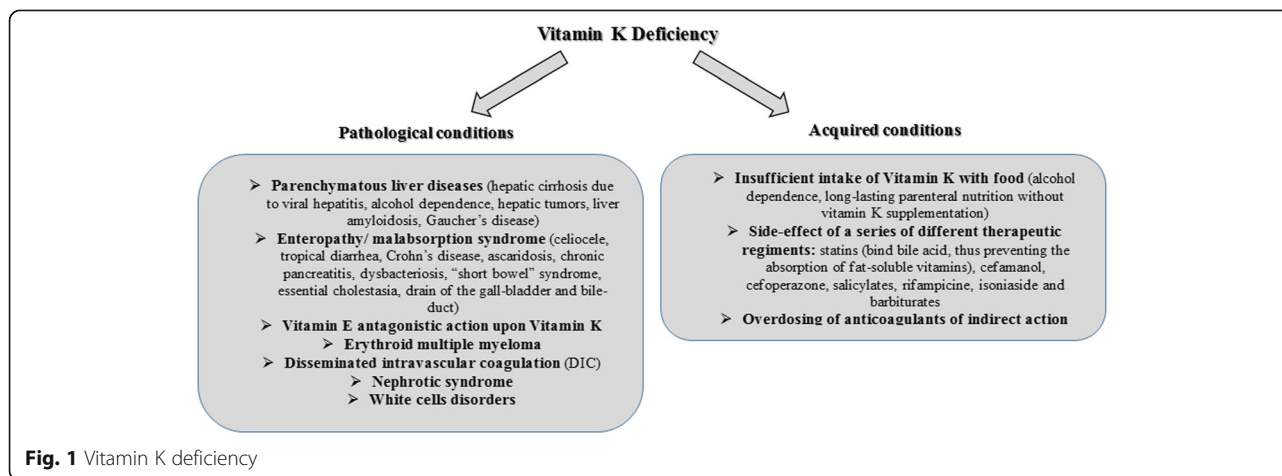 Vitamin K Deficiency
Pathological conditions
➢ Parenchymatous liver diseases (hepatic cirrhosis due
to viral hepatitis, alcohol dependence, hepatic tumors, liver
amyloidosis, Gaucher's disease)
➢ Enteropathy/ malabsorption syndrome (celiocele,
tropical diarrhea, Crohn's disease, ascaridosis, chronic
pancreatitis, dysbacteriosis, "short bowel" syndrome,
essential cholestasia, drain of the gall-bladder and bile-
duct)
➢ Vitamin E antagonistic action upon Vitamin K
➢ Erythroid multiple myeloma
➢ Disseminated intravascular coagulation (DIC)
➢ Nephrotic syndrome
➢ White cells disorders
Acquired conditions
➢ Insufficient intake of Vitamin K with food (alcohol
dependence, long-lasting parenteral nutrition without
vitamin K supplementation)
➢ Side-effect of a series of different therapeutic
regiments: statins (bind bile acid, thus preventing the
absorption of fat-soluble vitamins), cefamanol,
cefoperazone, salicylates, rifampicine, isoniaside and
barbiturates
➢ Overdosing of anticoagulants of indirect action
Fig. 1 Vitamin K deficiency